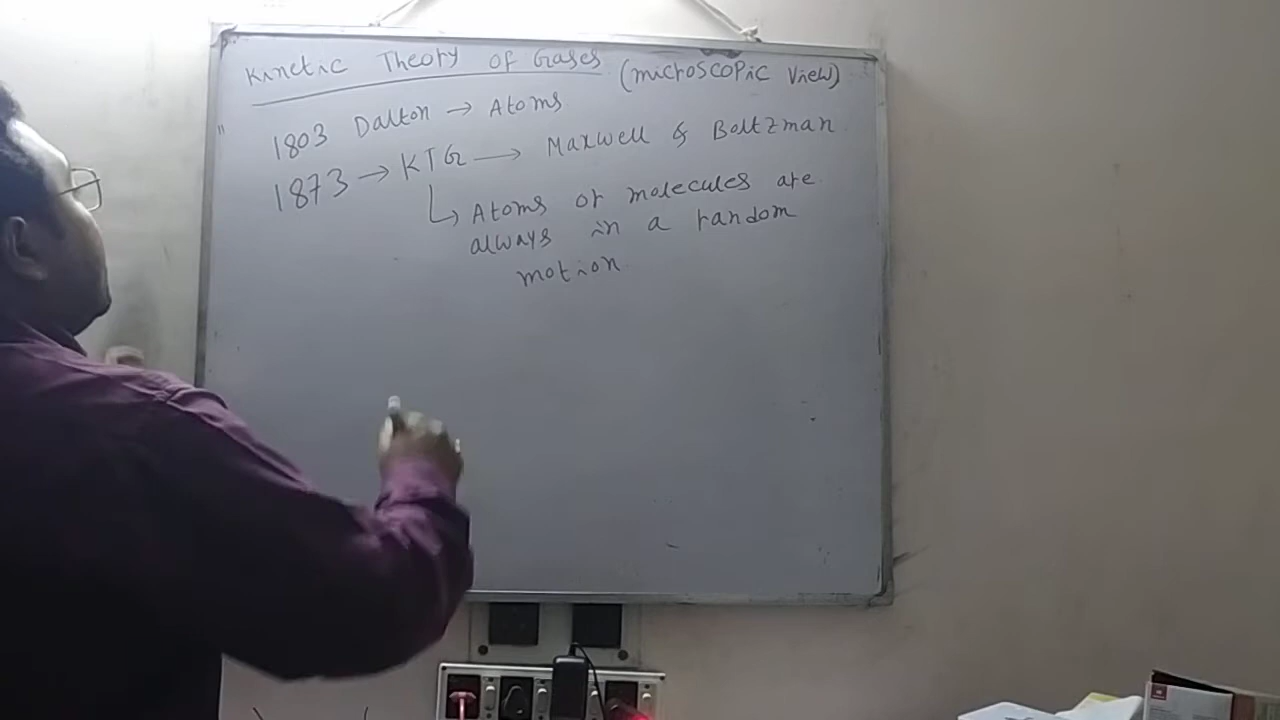 Kinetic Theory of Gases (microscopic view)
1803 Dalton → Atoms
1873 → KTG → Maxwell & Boltzman
↳ Atoms or molecules are
always in a random
motion